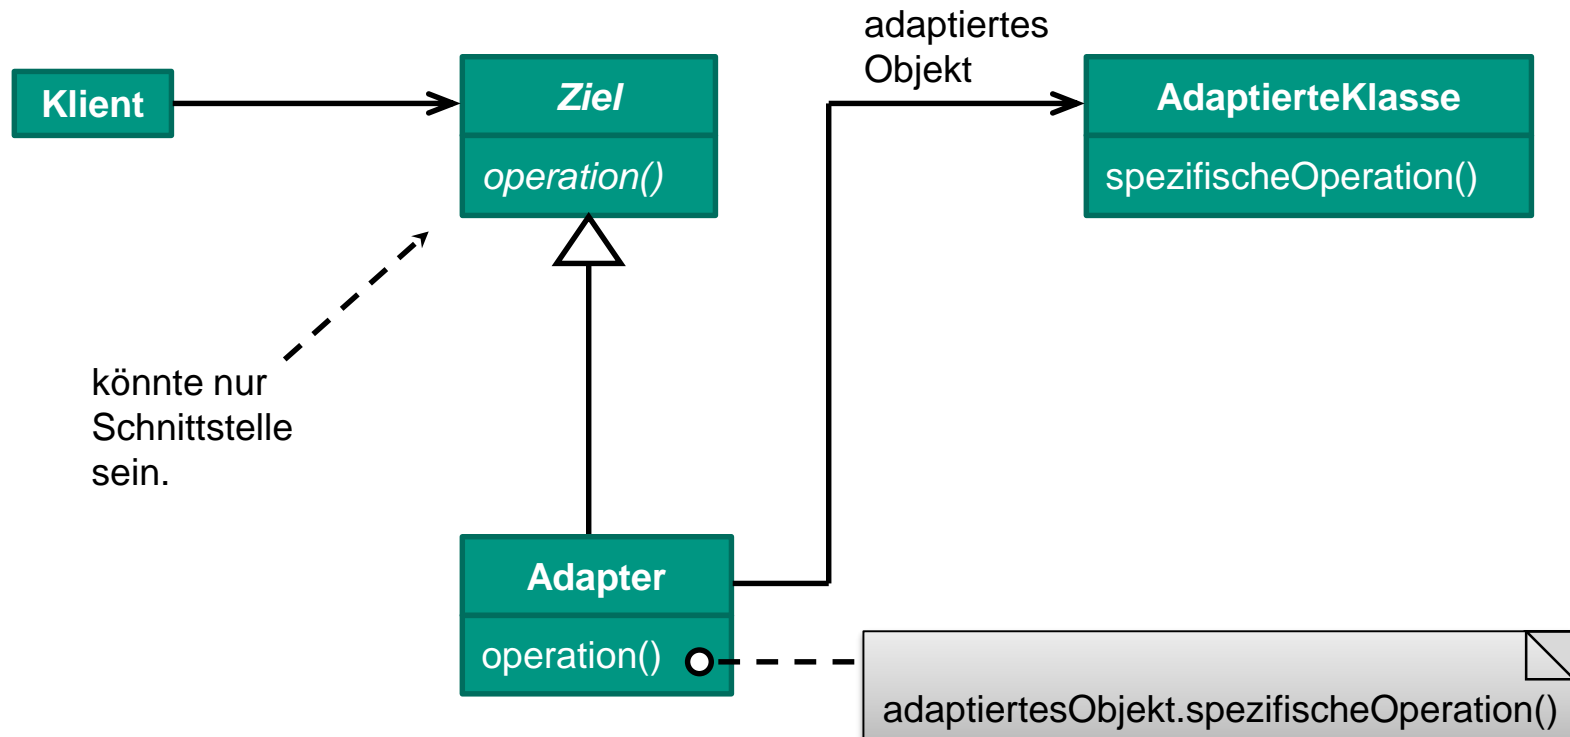 adaptiertes
Objekt
Klient
Ziel
operation()
AdaptierteKlasse
spezifischeOperation()
könnte nur
Schnittstelle
sein.
Adapter
operation()
adaptiertesObjekt.spezifischeOperation()